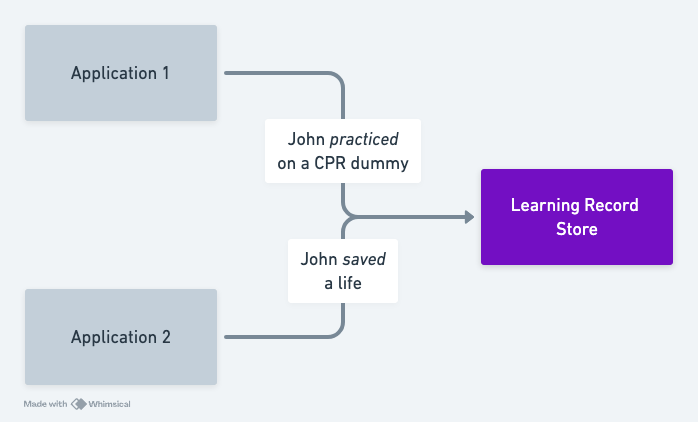 Application 1
John practiced
on a CPR dummy
Learning Record
Store
John saved
a life
Application 2
Made with Whimsical